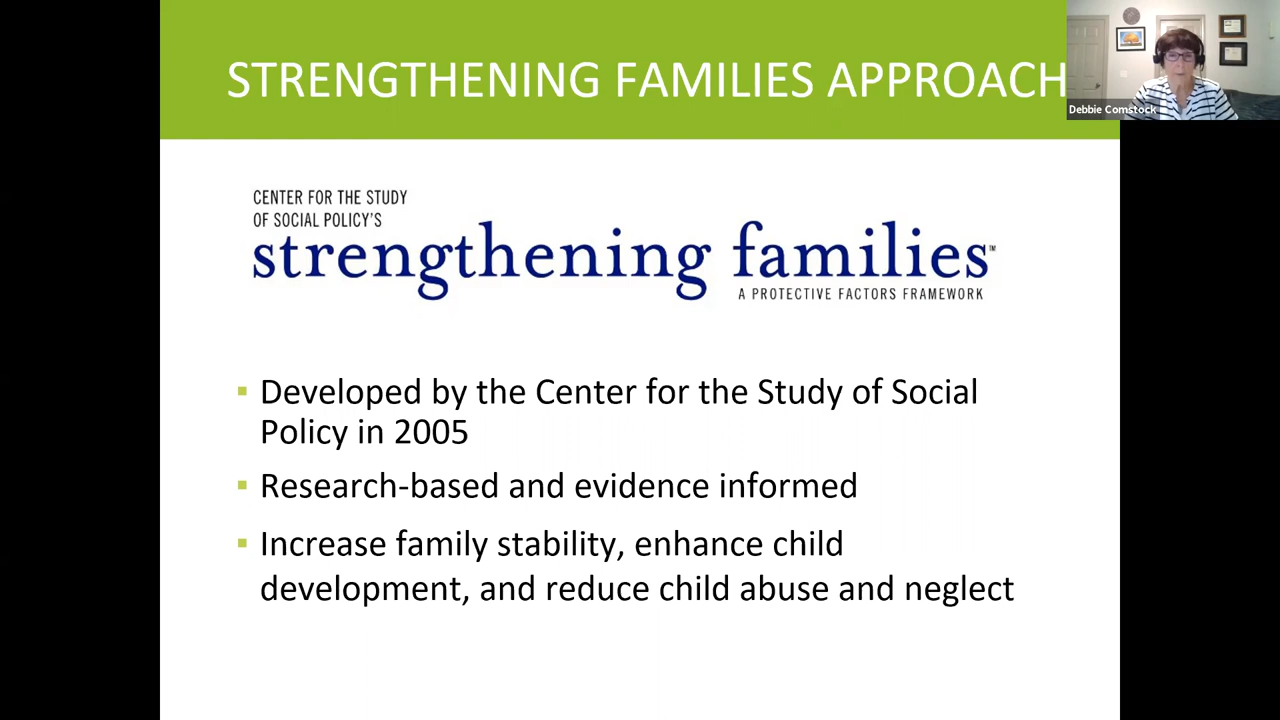 STRENGTHENING FAMILIES APPROACH
Debbie Comstock
CENTER FOR THE STUDY
OF SOCIAL POLICY'S
strengthening families™
A PROTECTIVE FACTORS FRAMEWORK
▪ Developed by the Center for the Study of Social
Policy in 2005
▪ Research-based and evidence informed
▪ Increase family stability, enhance child
development, and reduce child abuse and neglect